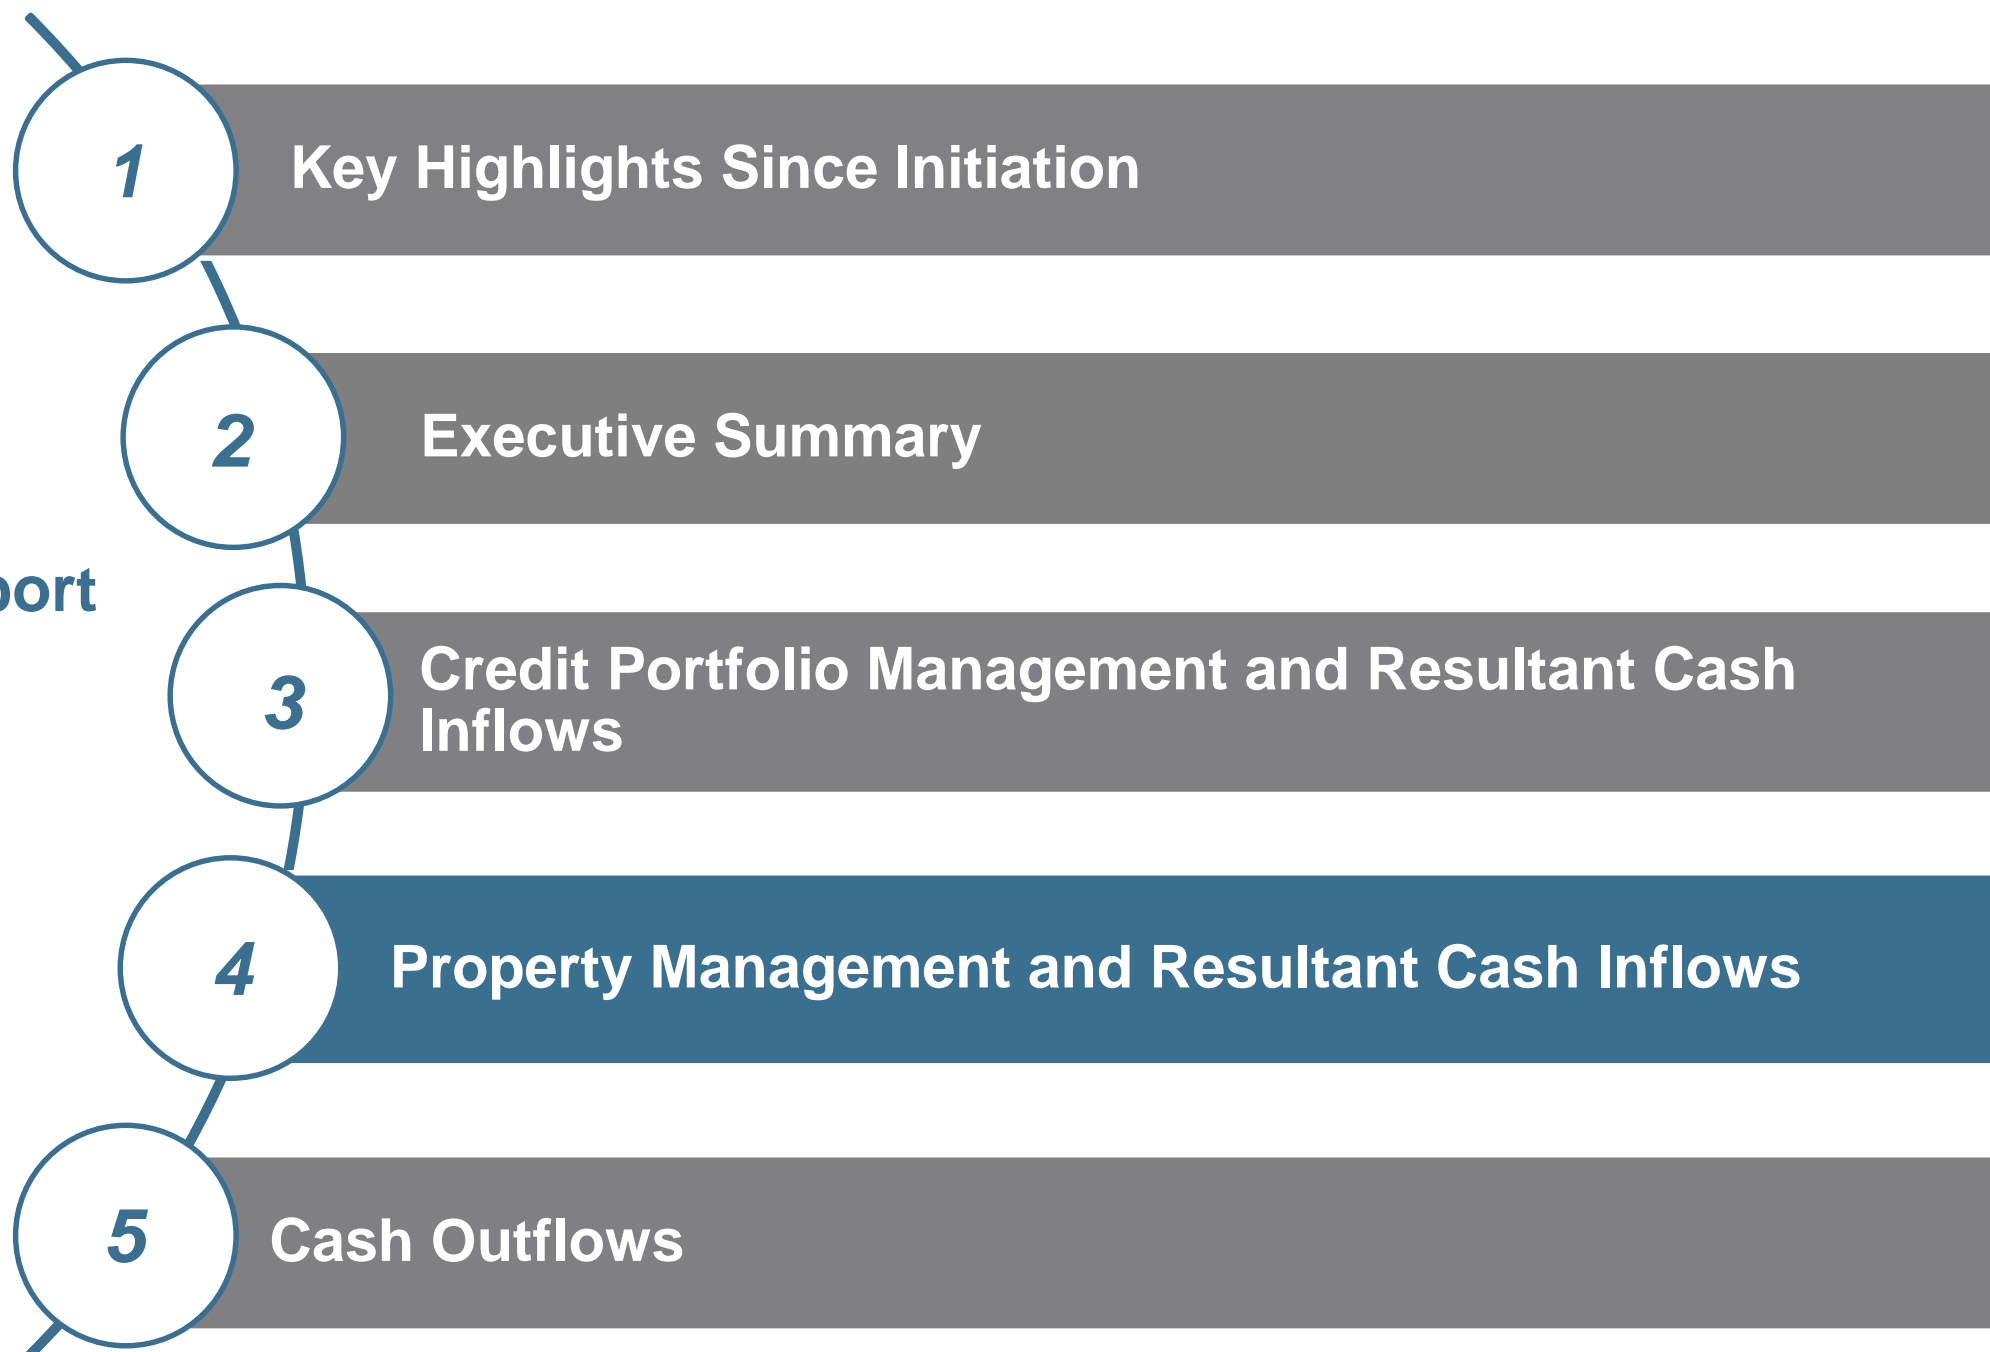 1
Key Highlights Since Initiation
2
Executive Summary
3
Credit Portfolio Management and Resultant Cash
Inflows
4
Property Management and Resultant Cash Inflows
5
Cash Outflows